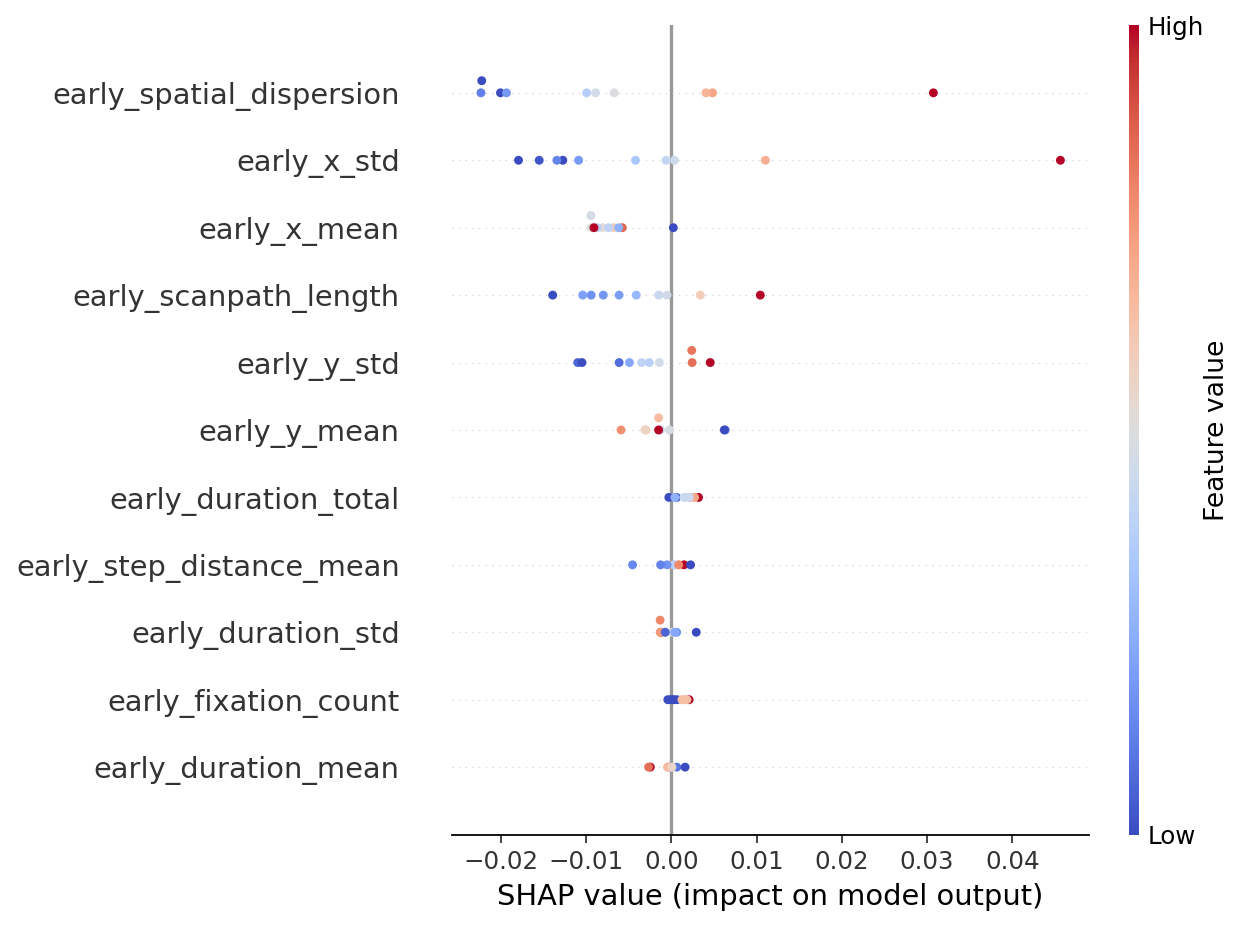 High
early_spatial_dispersion
early_x_std
early_x_mean
early_scanpath_length
early_y_std
early_y_mean
early_duration_total
early_step_distance_mean
early_duration_std
early_fixation_count
early_duration_mean
Feature value
Low
−0.02 −0.01 0.00 0.01 0.02 0.03 0.04
SHAP value (impact on model output)